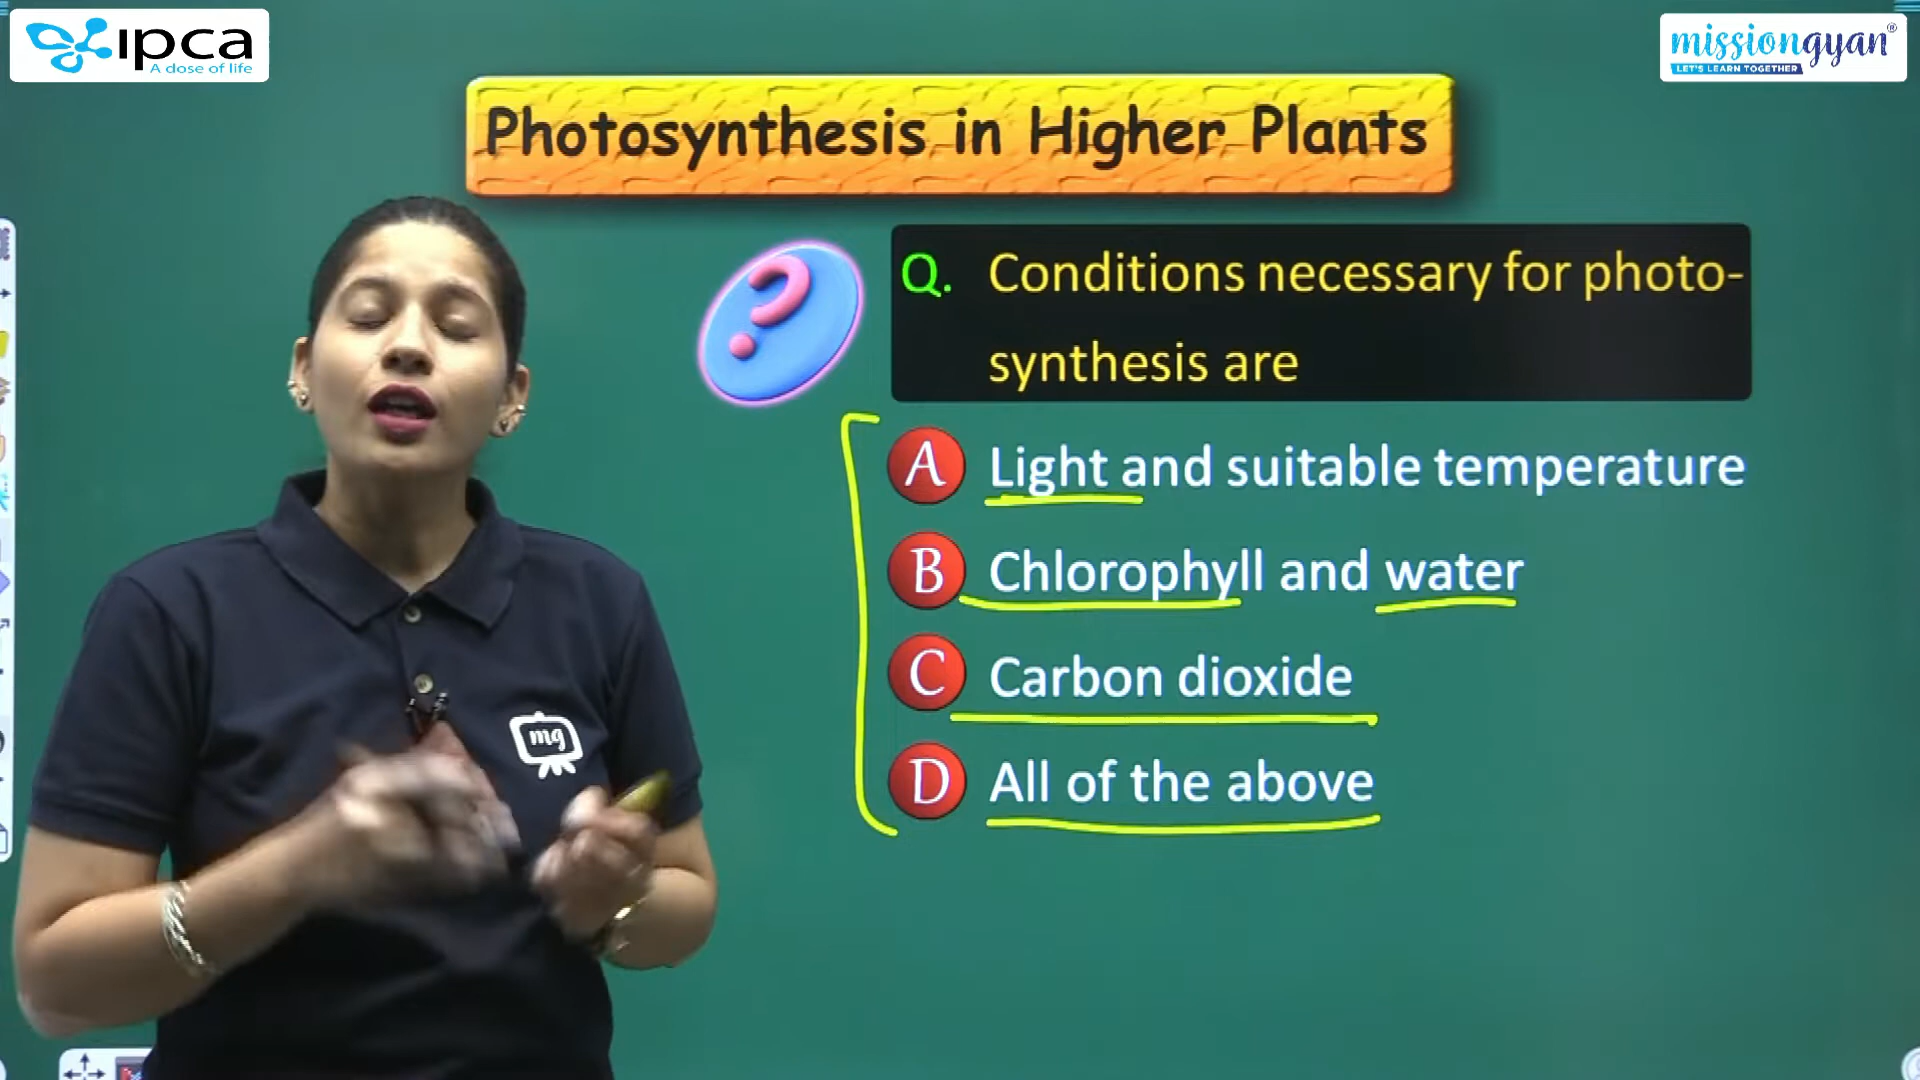 ipca
A dose of life
missiongyan®
LET'S LEARN TOGETHER
Photosynthesis in Higher Plants
Q. Conditions necessary for photo-
synthesis are
A Light and suitable temperature
B Chlorophyll and water
C Carbon dioxide
D All of the above
mg